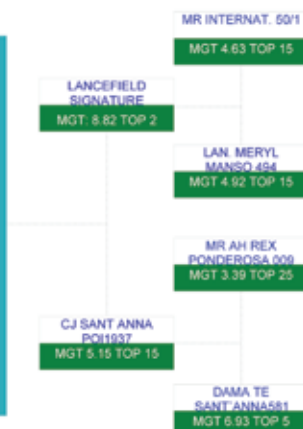 MR INTERNAT. 50/1
MGT 4.63 TOP 15
LANCEFIELD
SIGNATURE
MGT: 8.82 TOP 2
LAN. MERYL
MANSO 494
MGT 4.92 TOP 15
MR AH REX
PONDEROSA 009
MGT 3.39 TOP 25
CJ SANT ANNA
POI1937
MGT 5.15 TOP 15
DAMA TE
SANT'ANNA581
MGT 6.93 TOP 5